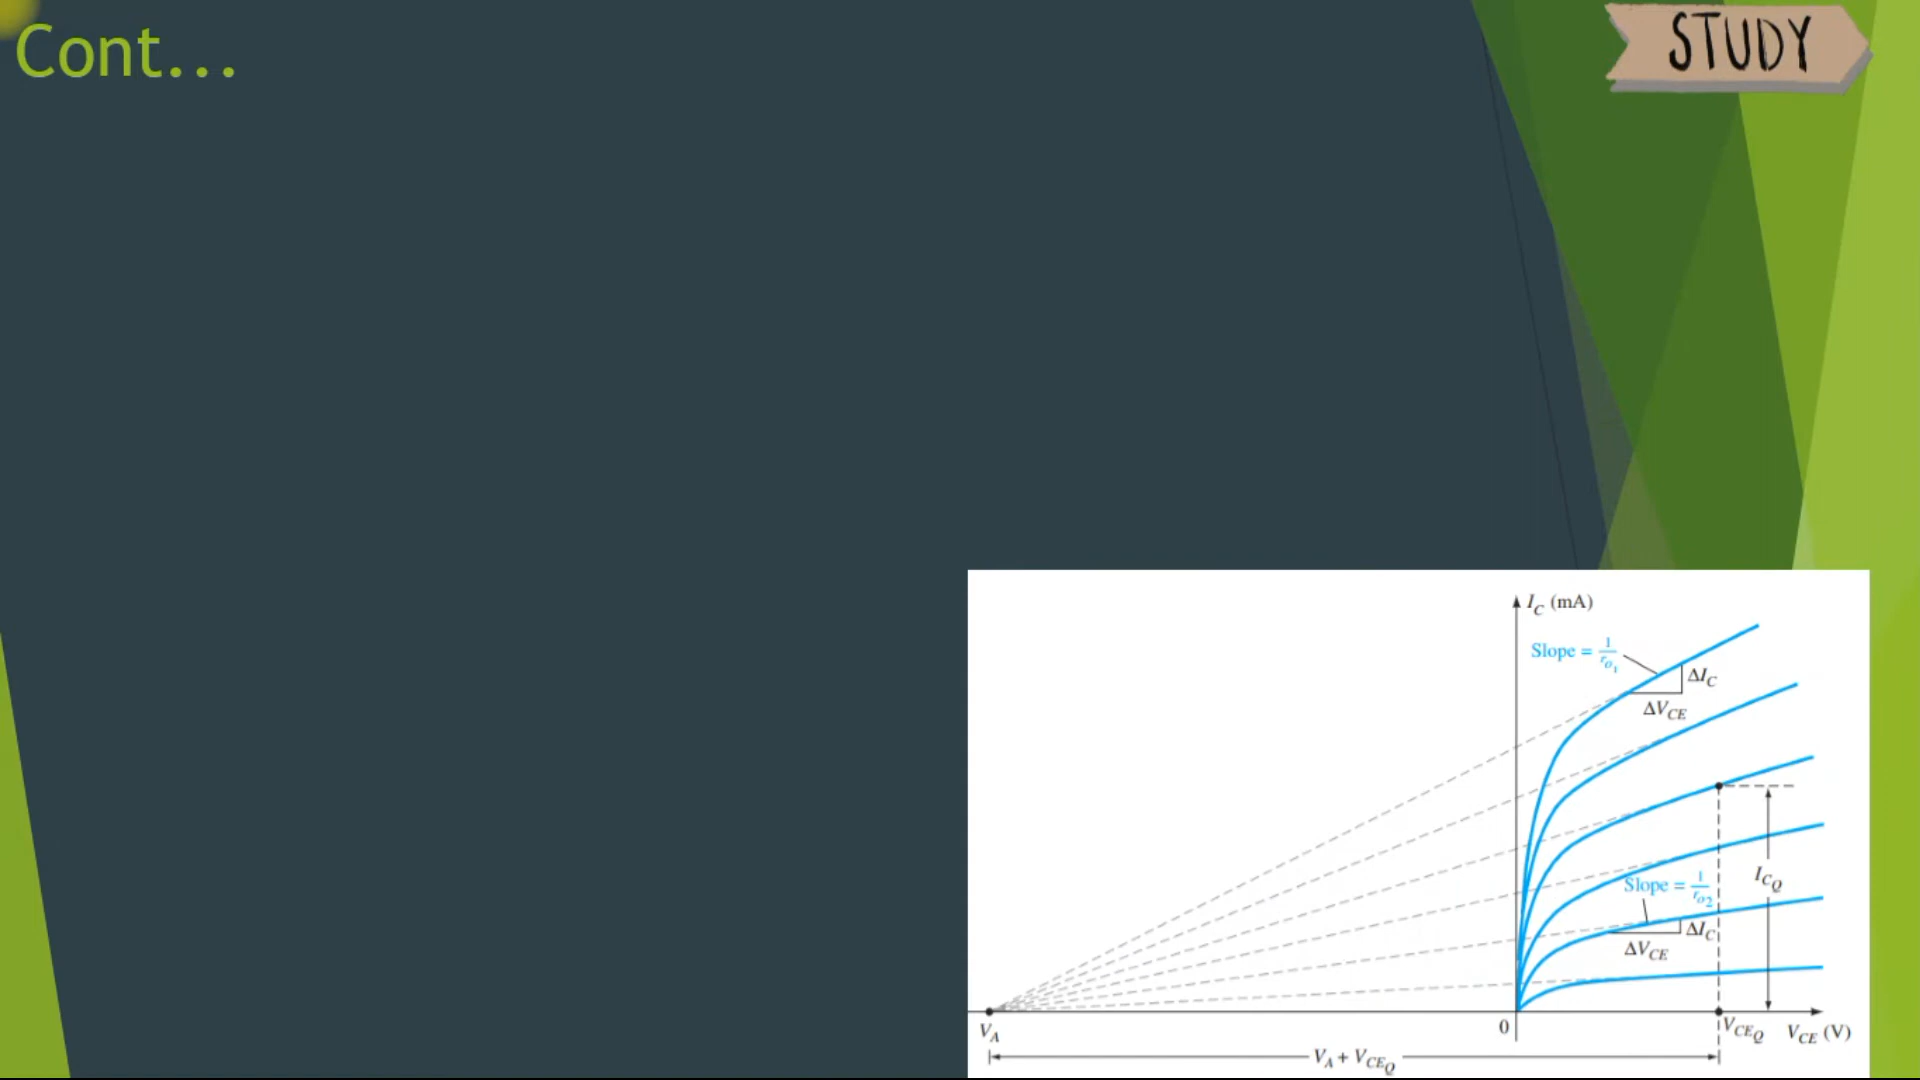 Cont...
STUDY
I_C (mA)
Slope = 1/r_o1
ΔI_C
ΔV_CE
Slope = 1/r_o2
I_CQ
ΔI_C
ΔV_CE
V_A
0
V_CEQ
V_CE (V)
V_A + V_CEQ